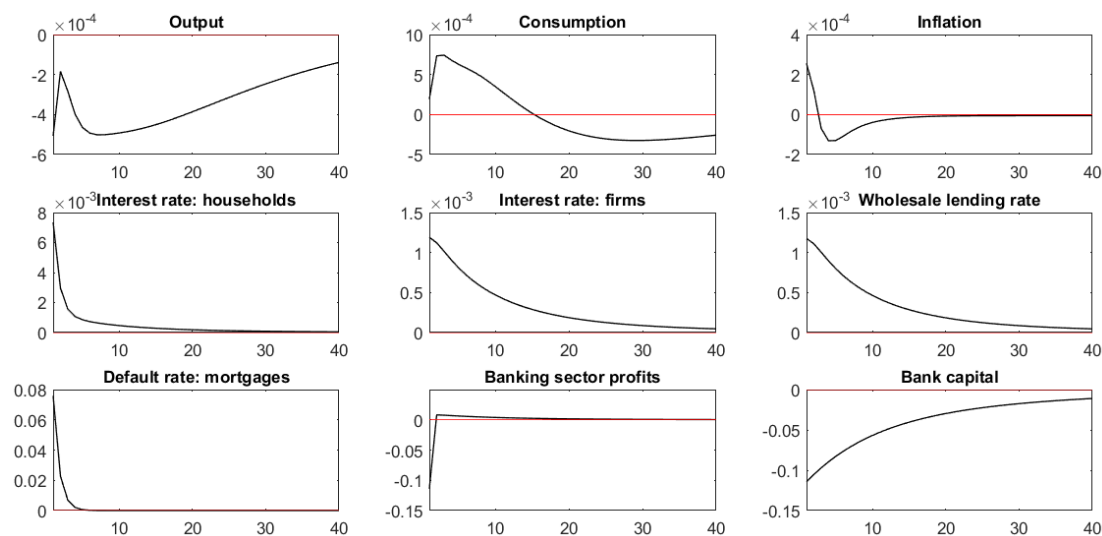 Output
×10-4
0
-2
-4
-6
10 20 30 40
Consumption
×10-4
10
5
0
-5
10 20 30 40
Inflation
×10-4
4
2
0
-2
10 20 30 40
Interest rate: households
×10-3
8
6
4
2
0
10 20 30 40
Interest rate: firms
×10-3
1.5
1
0.5
0
10 20 30 40
Wholesale lending rate
×10-3
1.5
1
0.5
0
10 20 30 40
Default rate: mortgages
0.08
0.06
0.04
0.02
0
10 20 30 40
Banking sector profits
0
-0.05
-0.1
-0.15
10 20 30 40
Bank capital
0
-0.05
-0.1
-0.15
10 20 30 40